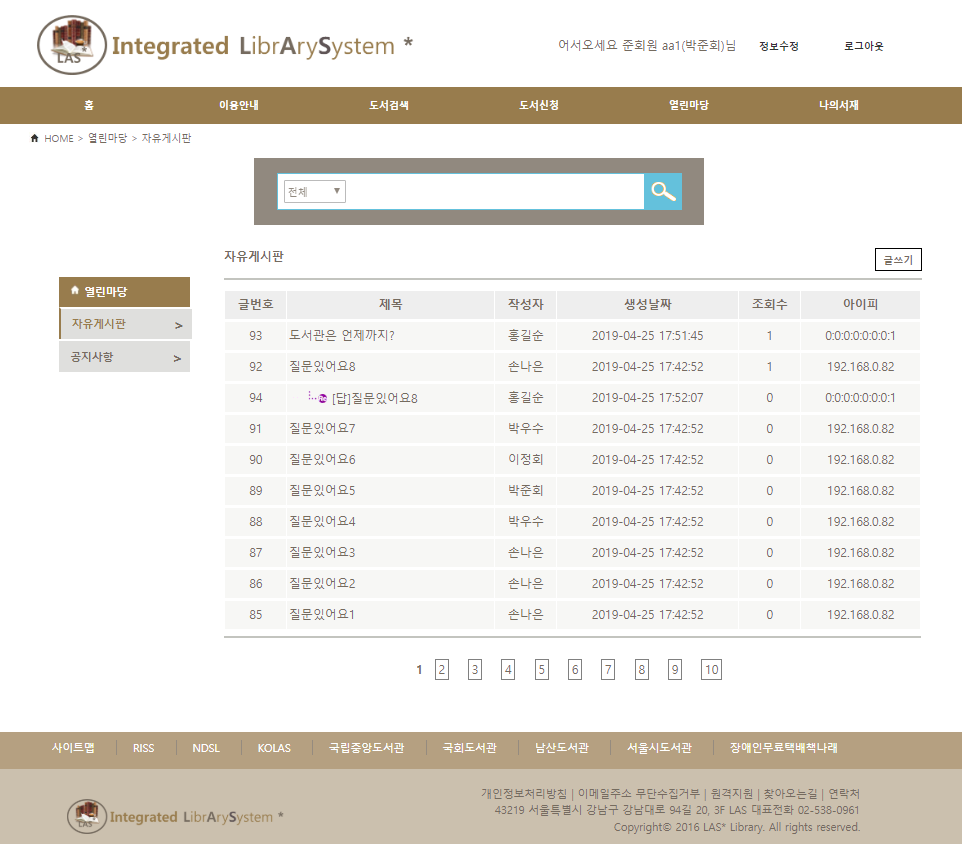 LAS* Integrated LibrArySystem *
어서오세요 준회원 aa1(박준회)님 정보수정 로그아웃
홈 이용안내 도서검색 도서신청 열린마당 나의서재
HOME > 열린마당 > 자유게시판
전체 ▼
자유게시판 글쓰기
열린마당
자유게시판 >
공지사항 >
글번호 제목 작성자 생성날짜 조회수 아이피
93 도서관은 언제까지? 홍길순 2019-04-25 17:51:45 1 0:0:0:0:0:0:0:1
92 질문있어요8 손나은 2019-04-25 17:42:52 1 192.168.0.82
94 [답]질문있어요8 홍길순 2019-04-25 17:52:07 0 0:0:0:0:0:0:0:1
91 질문있어요7 박우수 2019-04-25 17:42:52 0 192.168.0.82
90 질문있어요6 이정회 2019-04-25 17:42:52 0 192.168.0.82
89 질문있어요5 박준회 2019-04-25 17:42:52 0 192.168.0.82
88 질문있어요4 박우수 2019-04-25 17:42:52 0 192.168.0.82
87 질문있어요3 손나은 2019-04-25 17:42:52 0 192.168.0.82
86 질문있어요2 손나은 2019-04-25 17:42:52 0 192.168.0.82
85 질문있어요1 손나은 2019-04-25 17:42:52 0 192.168.0.82
1 2 3 4 5 6 7 8 9 10
사이트맵 RISS NDSL KOLAS 국립중앙도서관 국회도서관 남산도서관 서울시도서관 장애인무료택배책나래
개인정보처리방침 | 이메일주소 무단수집거부 | 원격지원 | 찾아오는길 | 연락처
43219 서울특별시 강남구 강남대로 94길 20, 3F LAS 대표전화 02-538-0961
Copyright© 2016 LAS* Library. All rights reserved.
LAS Integrated LibrArySystem *